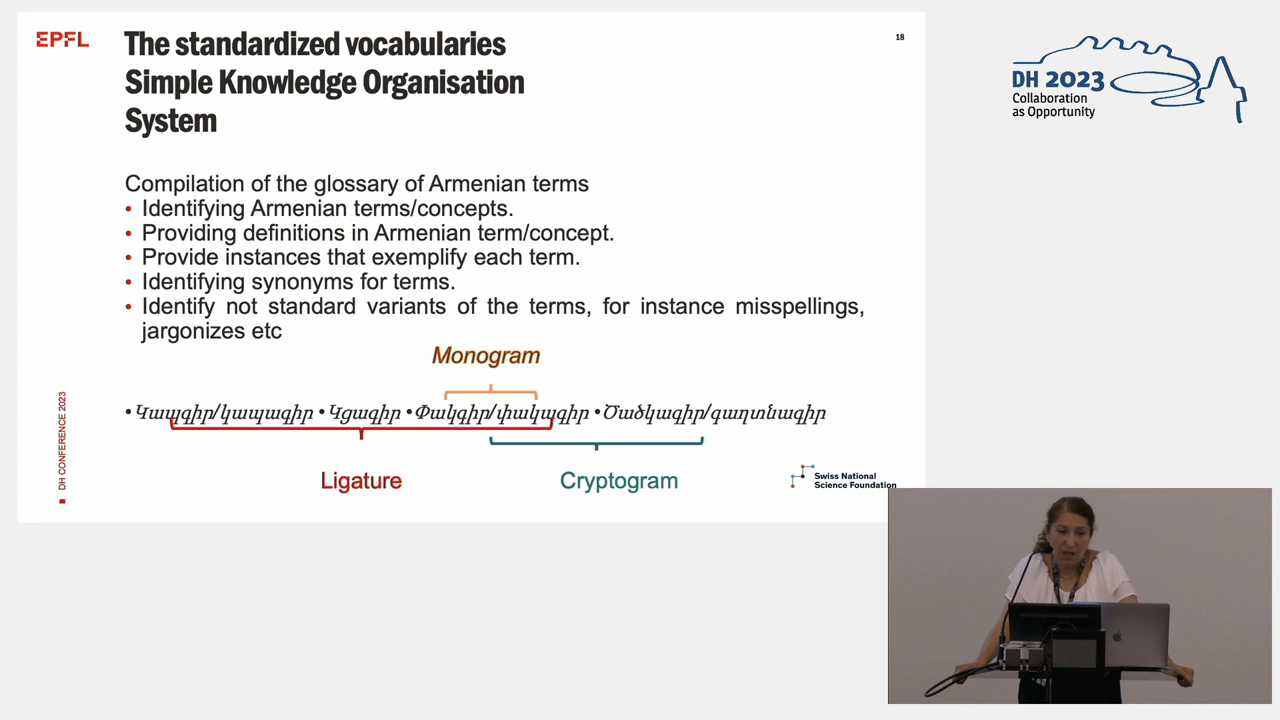 EPFL
The standardized vocabularies
Simple Knowledge Organisation
System
18
Compilation of the glossary of Armenian terms
• Identifying Armenian terms/concepts.
• Providing definitions in Armenian term/concept.
• Provide instances that exemplify each term.
• Identifying synonyms for terms.
• Identify not standard variants of the terms, for instance misspellings,
jargonizes etc
Monogram
•Կապգիր/կապագիր •Կցագիր •Փակգիր/փակագիր •Ծածկագիր/գաղտնագիր
Ligature
Cryptogram
DH CONFERENCE 2023
Swiss National
Science Foundation
DH 2023
Collaboration
as Opportunity